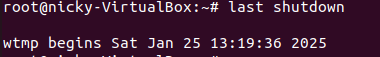 root@nicky-VirtualBox:~# last shutdown
wtmp begins Sat Jan 25 13:19:36 2025